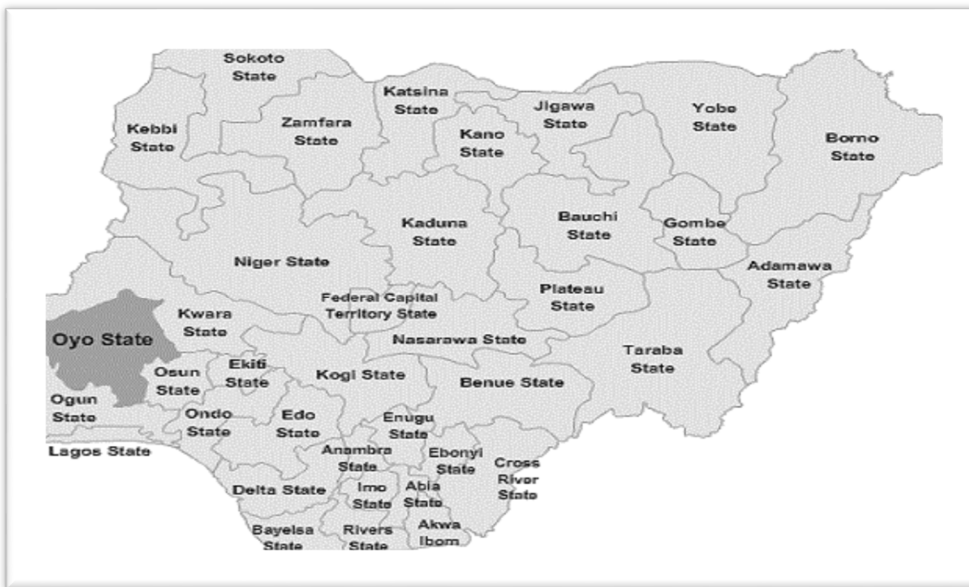 Sokoto
State
Katsina
State
Jigawa
State
Yobe
State
Kebbi
State
Zamfara
State
Kano
State
Borno
State
Kaduna
State
Bauchi
State
Gombe
State
Niger State
Adamawa
State
Federal Capital
Territory State
Plateau
State
Kwara
State
Oyo State
Nasarawa State
Taraba
State
Osun
State
Ekiti
State
Kogi State
Benue State
Ogun
State
Ondo
State
Edo
State
Enugu
State
Lagos State
Anambra
State
Ebonyi
State
Cross
River
State
Delta State
Imo
State
Abia
State
Bayelsa
State
Rivers
State
Akwa
Ibom